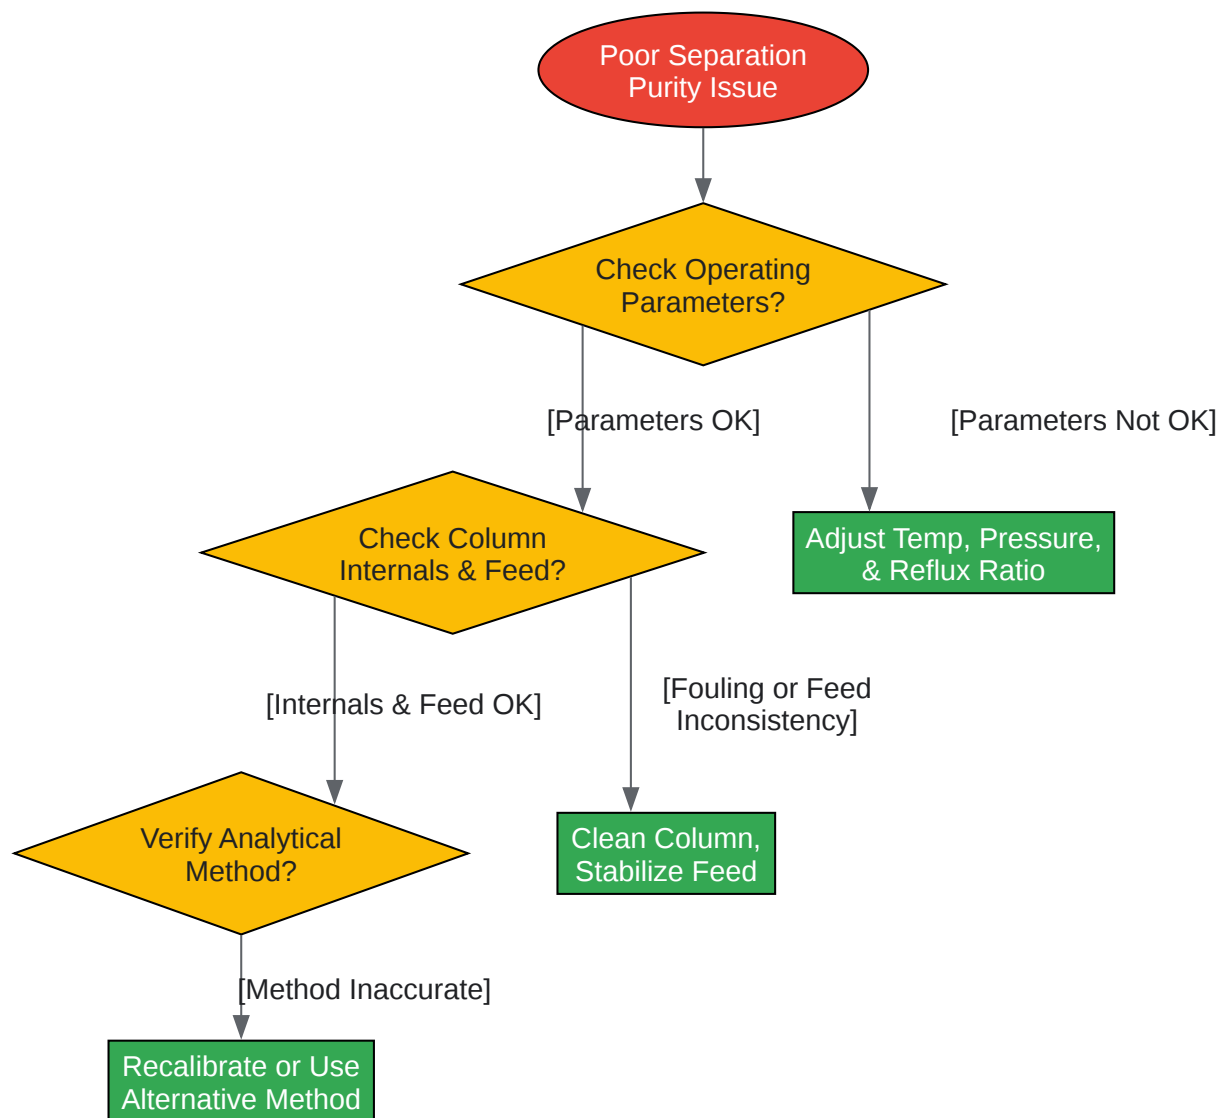 Poor Separation
Purity Issue
Check Operating
Parameters?
[Parameters OK]
[Parameters Not OK]
Check Column
Internals & Feed?
Adjust Temp, Pressure,
& Reflux Ratio
[Internals & Feed OK]
[Fouling or Feed
Inconsistency]
Verify Analytical
Method?
Clean Column,
Stabilize Feed
[Method Inaccurate]
Recalibrate or Use
Alternative Method